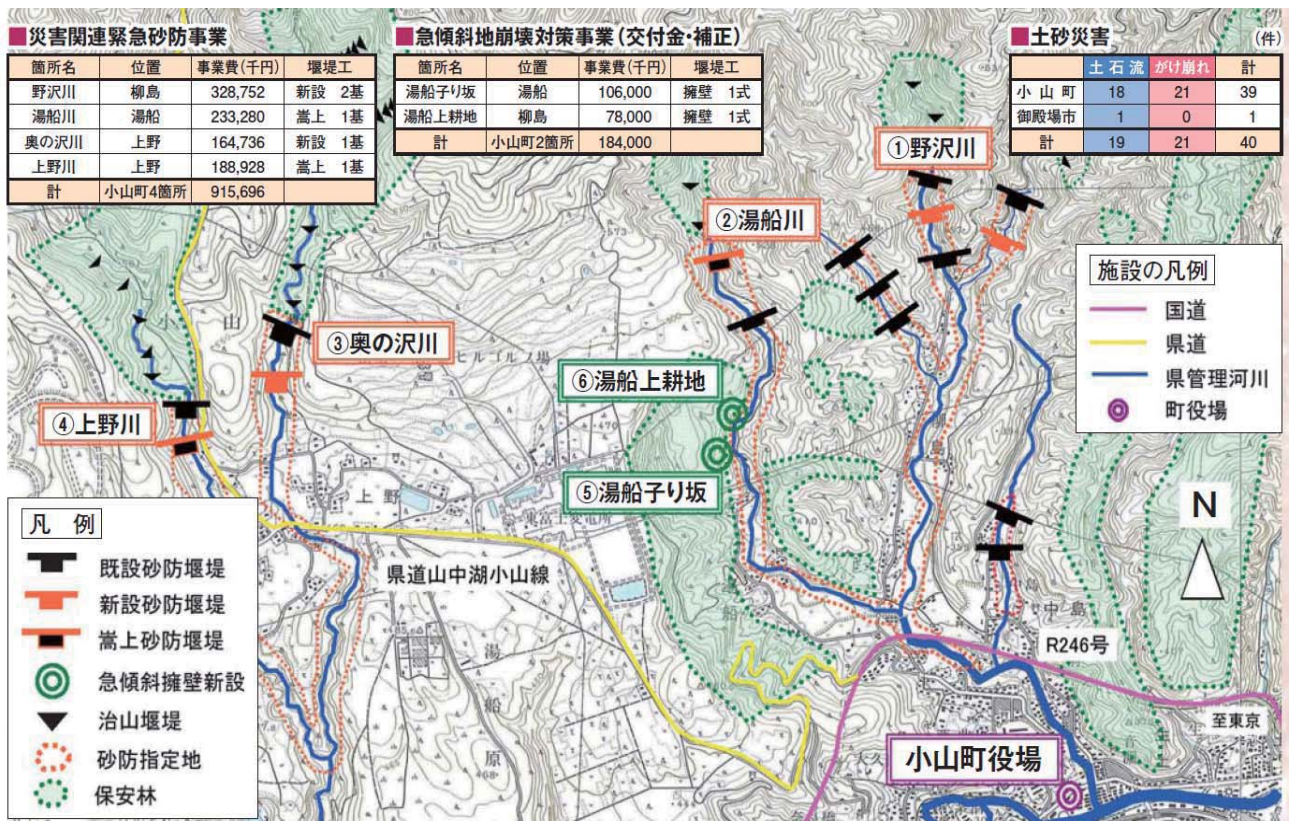 ■災害関連緊急砂防事業
箇所名 位置 事業費(千円) 堰堤工
野沢川 柳島 328,752 新設 2基
湯船川 湯船 233,280 嵩上 1基
奥の沢川 上野 164,736 新設 1基
上野川 上野 188,928 嵩上 1基
計 小山町4箇所 915,696
■急傾斜地崩壊対策事業(交付金・補正)
箇所名 位置 事業費(千円) 堰堤工
湯船子り坂 湯船 106,000 擁壁 1式
湯船上耕地 柳島 78,000 擁壁 1式
計 小山町2箇所 184,000
■土砂災害 (件)
土石流 がけ崩れ 計
小山町 18 21 39
御殿場市 1 0 1
計 19 21 40
①野沢川
②湯船川
③奥の沢川
④上野川
⑥湯船上耕地
⑤湯船子り坂
施設の凡例
国道
県道
県管理河川
町役場
凡例
既設砂防堰堤
新設砂防堰堤
嵩上砂防堰堤
急傾斜擁壁新設
治山堰堤
砂防指定地
保安林
小山
上野
県道山中湖小山線
湯船原
中島
R246号
至東京
小山町役場
N